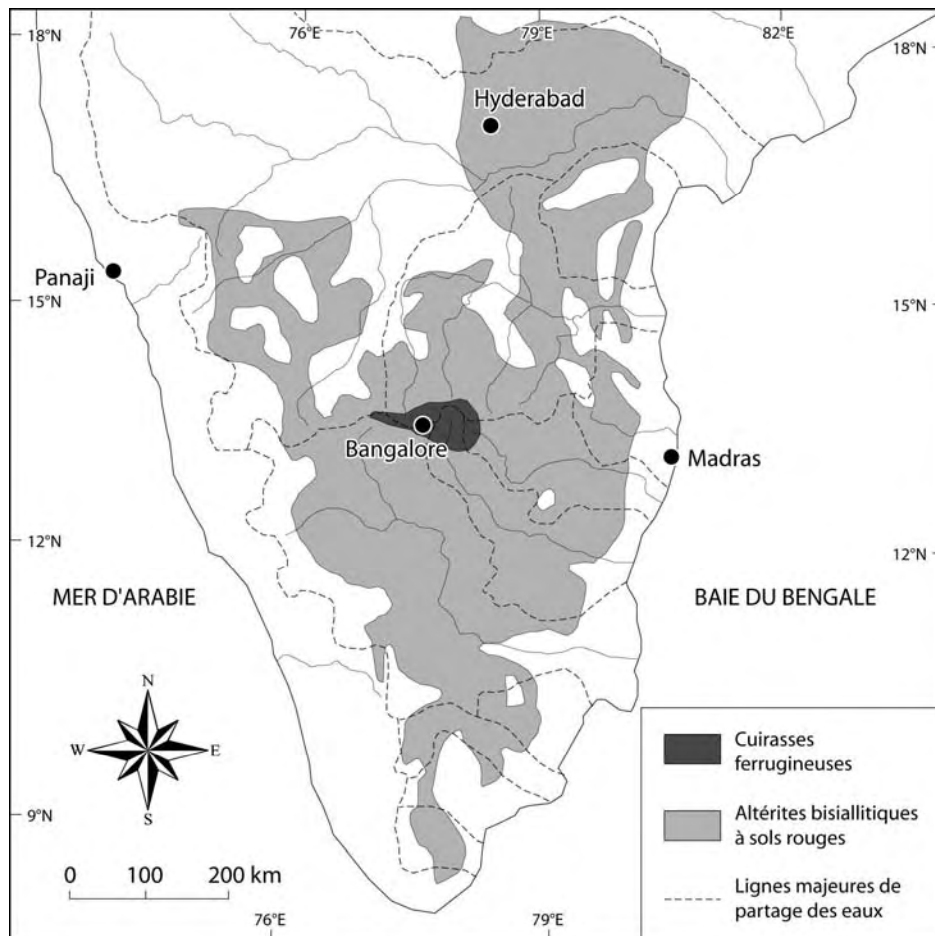 76°E
79°E
82°E
18°N
18°N
Hyderabad
Panaji
15°N
15°N
Bangalore
Madras
12°N
12°N
MER D'ARABIE
BAIE DU BENGALE
N
W
E
S
Cuirasses
ferrugineuses
Altérites bisiallitiques
à sols rouges
Lignes majeures de
partage des eaux
9°N
0 100 200 km
76°E
79°E